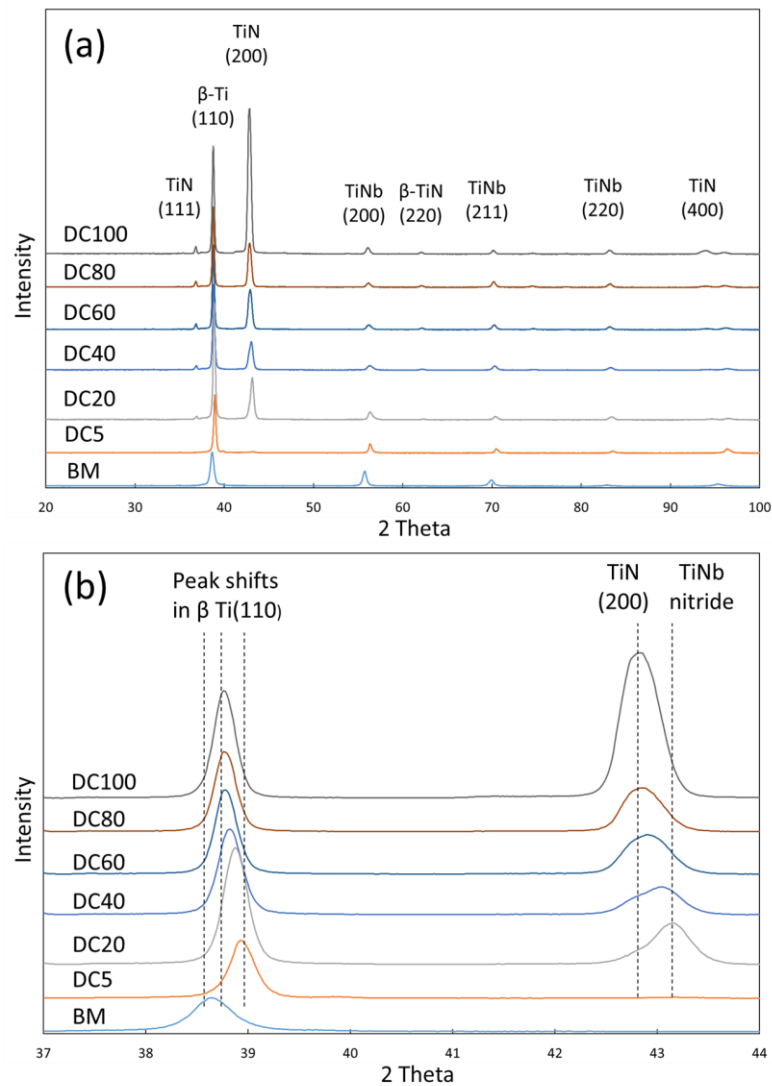 (a)
TiN
(200)
β-Ti
(110)
TiN
(111)
TiNb
(200)
β-TiN
(220)
TiNb
(211)
TiNb
(220)
TiN
(400)
DC100
DC80
DC60
DC40
DC20
DC5
BM
Intensity
20 30 40 50 60 70 80 90 100
2 Theta
(b)
Peak shifts
in β Ti(110)
TiN
(200)
TiNb
nitride
DC100
DC80
DC60
DC40
DC20
DC5
BM
Intensity
37 38 39 40 41 42 43 44
2 Theta